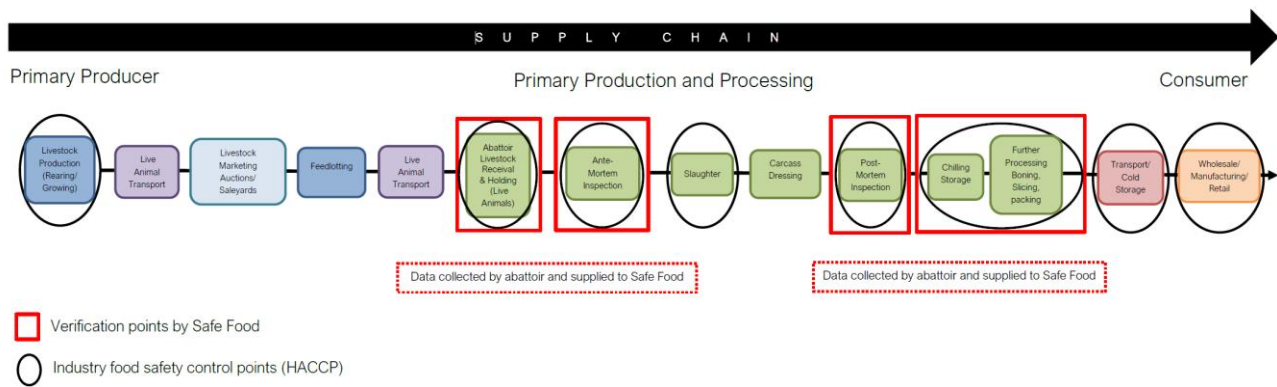 SUPPLY CHAIN
Primary Producer
Primary Production and Processing
Consumer
Livestock
Production
(Rearing/
Growing)
Live
Animal
Transport
Livestock
Marketing
Auctions/
Saleyards
Feedlotting
Live
Animal
Transport
Abattoir
Livestock
Receival
& Holding
(Live
Animals)
Ante-
Mortem
Inspection
Slaughter
Carcass
Dressing
Post-
Mortem
Inspection
Chilling
Storage
Further
Processing
Boning,
Slicing,
packing
Transport/
Cold
Storage
Wholesale/
Manufacturing/
Retail
Data collected by abattoir and supplied to Safe Food
Data collected by abattoir and supplied to Safe Food
Verification points by Safe Food
Industry food safety control points (HACCP)